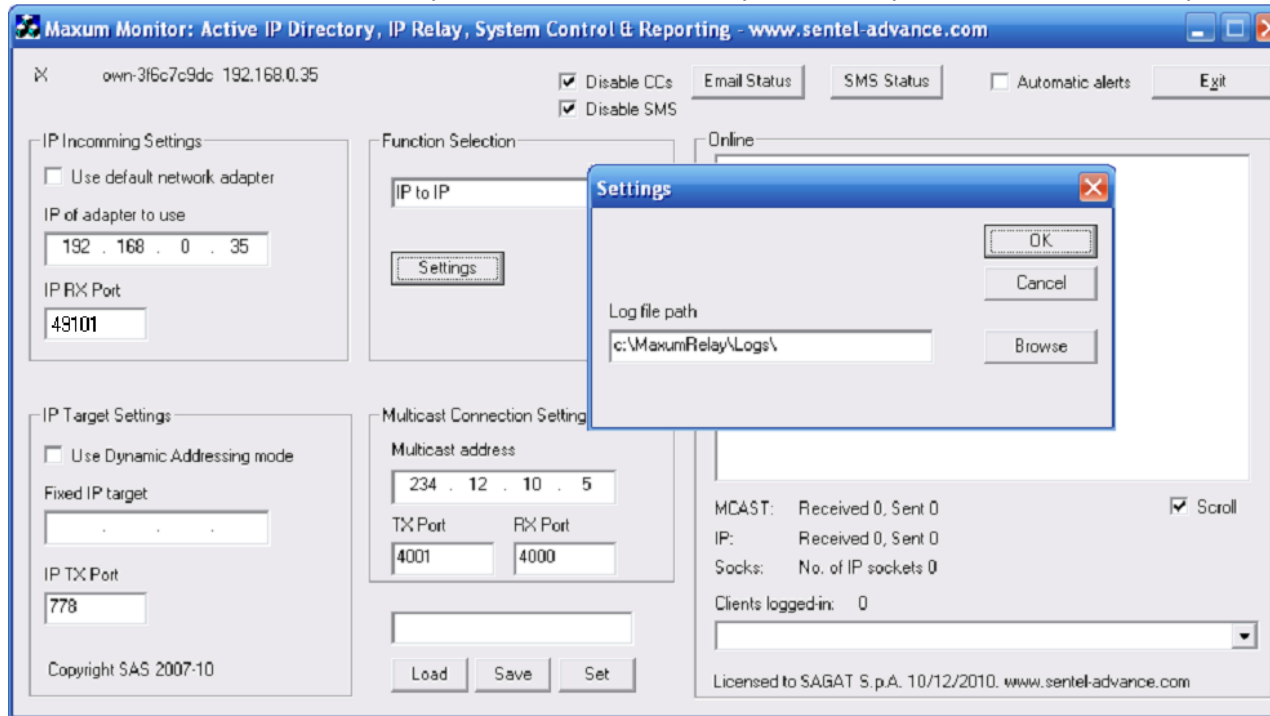 Maxum Monitor: Active IP Directory, IP Relay, System Control & Reporting - www.sentel-advance.com
own-3f6c7c9dc 192.168.0.35
Disable CCs
Disable SMS
Email Status
SMS Status
Automatic alerts
Exit
IP Incomming Settings
Use default network adapter
IP of adapter to use
192 . 168 . 0 . 35
IP RX Port
49101
Function Selection
IP to IP
Settings
Online
Settings
OK
Cancel
Log file path
c:\MaxumRelay\Logs\
Browse
IP Target Settings
Use Dynamic Addressing mode
Fixed IP target
. . .
IP TX Port
778
Copyright SAS 2007-10
Multicast Connection Setting
Multicast address
234 . 12 . 10 . 5
TX Port RX Port
4001 4000
Load Save Set
MCAST: Received 0, Sent 0
Scroll
IP: Received 0, Sent 0
Socks: No. of IP sockets 0
Clients logged-in: 0
Licensed to SAGAT S.p.A. 10/12/2010. www.sentel-advance.com